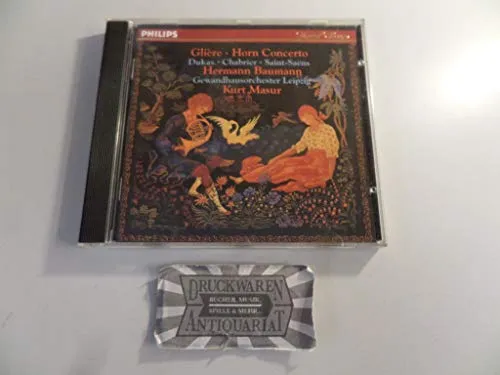 PHILIPS
Glière · Horn Concerto
Dukas · Chabrier · Saint-Saëns
Hermann Baumann
Gewandhausorchester Leipzig
Kurt Masur
DRUCKWAREN
BÜCHER, MUSIK,
SPIELE & MEHR...
ANTIQUARIAT